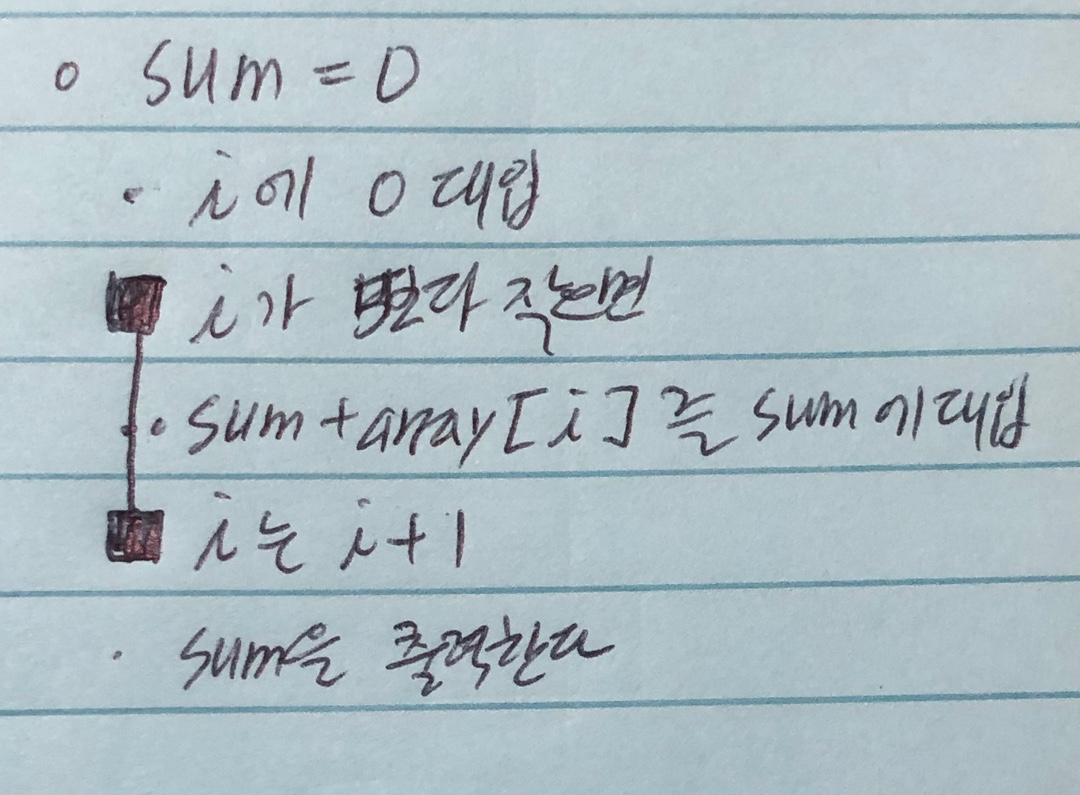 o sum = 0
· i에 0 대입
■ i가 5보다 작으면
· sum + array [i] 를 sum에 대입
■ i는 i+1
· sum을 출력한다